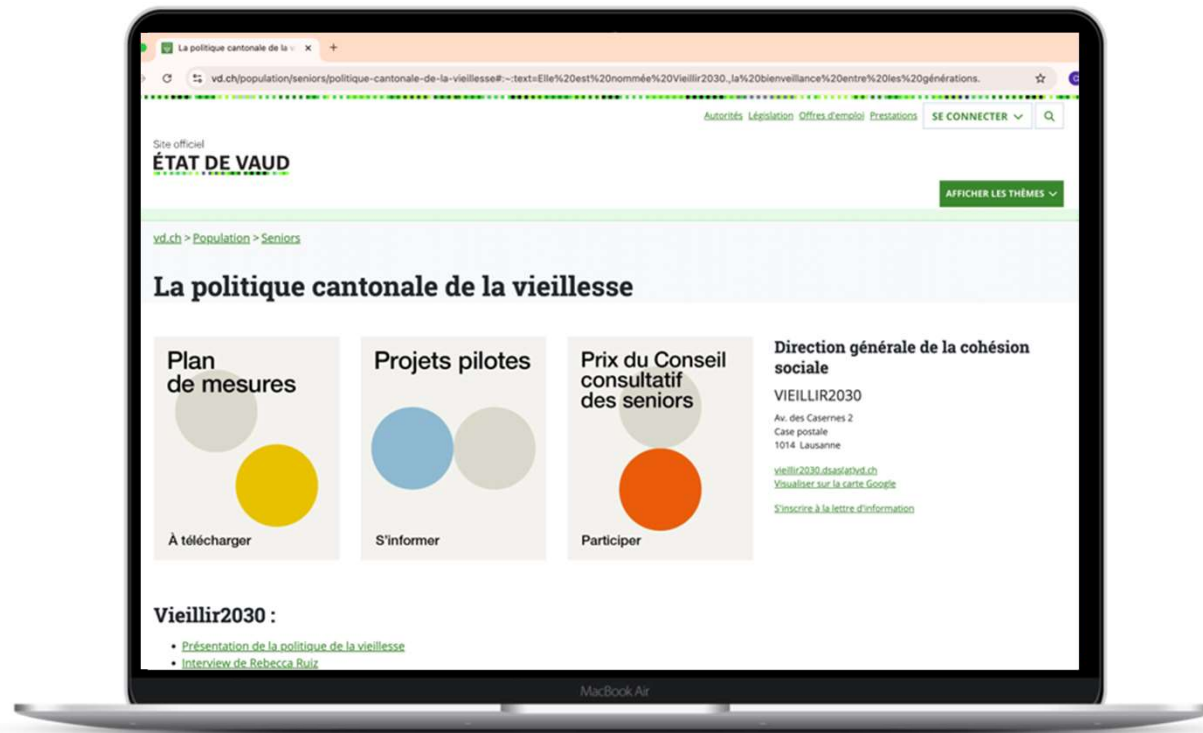 La politique cantonale de la v
vd.ch/population/seniors/politique-cantonale-de-la-vieillesse#:~:text=Elle%20est%20nommée%20Vieillir2030.,la%20bienveillance%20entre%20les%20générations.
Autorités Législation Offres d'emploi Prestations SE CONNECTER
Site officiel
ÉTAT DE VAUD
AFFICHER LES THÈMES
vd.ch > Population > Seniors
La politique cantonale de la vieillesse
Plan
de mesures
À télécharger
Projets pilotes
S'informer
Prix du Conseil
consultatif
des seniors
Participer
Direction générale de la cohésion
sociale
VIEILLIR2030
Av. des Casernes 2
Case postale
1014 Lausanne
vieillir2030.dsas(at)vd.ch
Visualiser sur la carte Google
S'inscrire à la lettre d'information
Vieillir2030 :
• Présentation de la politique de la vieillesse
• Interview de Rebecca Ruiz
MacBook Air